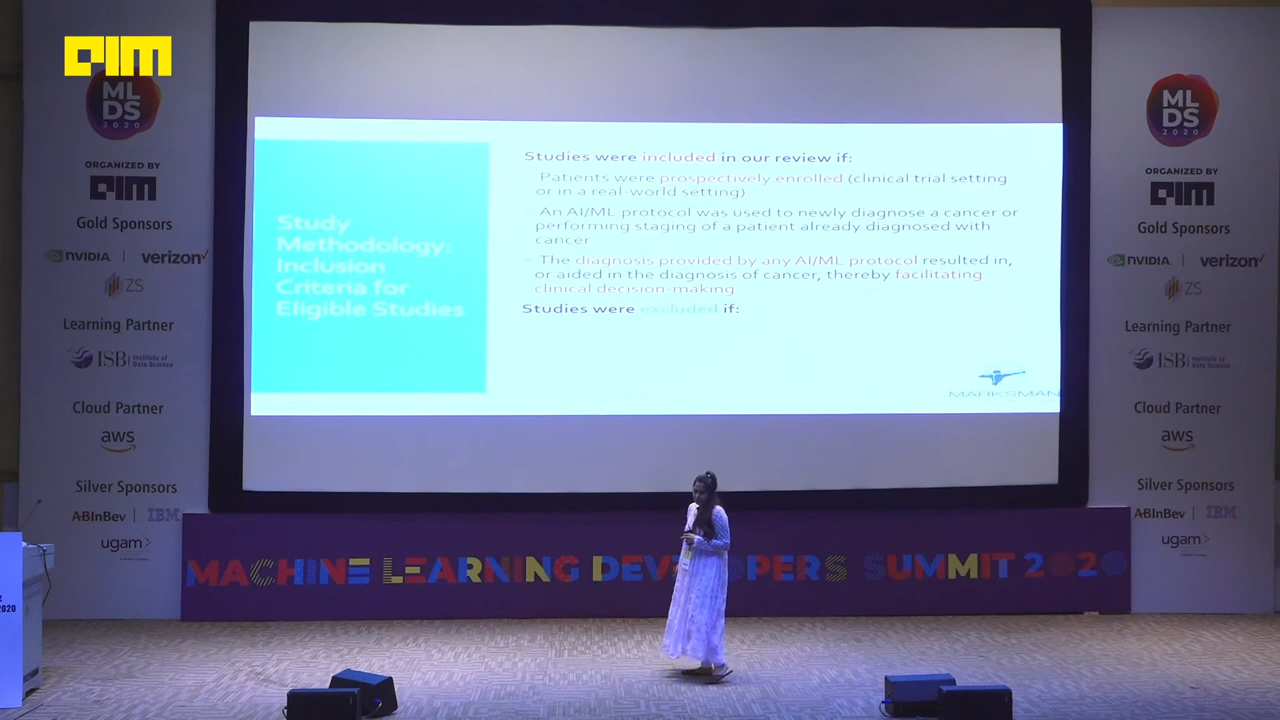 AIM
ML
DS
2020
ORGANIZED BY
AIM
Gold Sponsors
NVIDIA
verizon✓
ZS
Learning Partner
ISB
Institute of
Data Science
Cloud Partner
aws
Silver Sponsors
ABInBev
IBM
ugam
Study
Methodology:
Inclusion
Criteria for
Eligible Studies
Studies were included in our review if:
Patients were prospectively enrolled (clinical trial setting
or in a real-world setting)
An AI/ML protocol was used to newly diagnose a cancer or
performing staging of a patient already diagnosed with
cancer
The diagnosis provided by any AI/ML protocol resulted in,
or aided in the diagnosis of cancer, thereby facilitating
clinical decision-making
Studies were excluded if:
MARKSMAN
ML
DS
2020
ORGANIZED BY
AIM
Gold Sponsors
NVIDIA
verizon✓
ZS
Learning Partner
ISB
Institute of
Data Science
Cloud Partner
aws
Silver Sponsors
ABInBev
IBM
ugam
MACHINE LEARNING SUMMIT 2020
2020